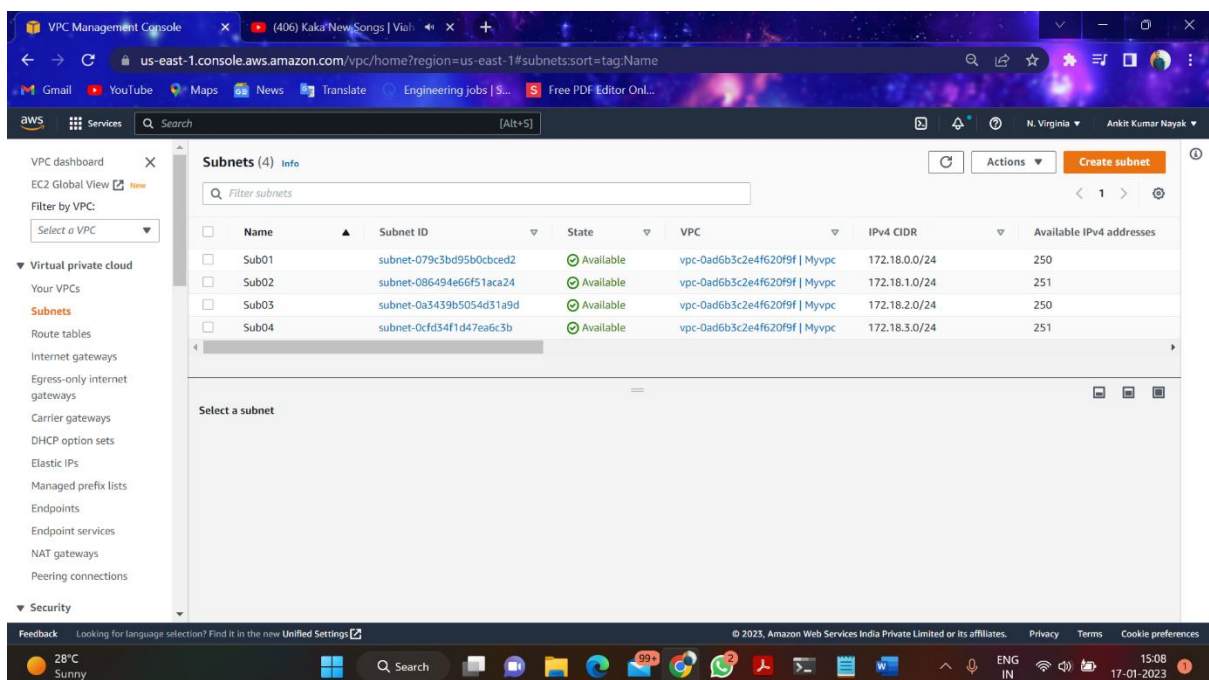 VPC Management Console
(406) Kaka New Songs | Viah
us-east-1.console.aws.amazon.com/vpc/home?region=us-east-1#subnets:sort=tag:Name
Gmail YouTube Maps News Translate Engineering jobs | S... Free PDF Editor Onl...
aws Services Search [Alt+S] N. Virginia Ankit Kumar Nayak
VPC dashboard
EC2 Global View New
Filter by VPC:
Select a VPC
Virtual private cloud
Your VPCs
Subnets
Route tables
Internet gateways
Egress-only internet
gateways
Carrier gateways
DHCP option sets
Elastic IPs
Managed prefix lists
Endpoints
Endpoint services
NAT gateways
Peering connections
Security
Subnets (4) Info
Actions Create subnet
Filter subnets
1
Name Subnet ID State VPC IPv4 CIDR Available IPv4 addresses
Sub01 subnet-079c3bd95b0cbced2 Available vpc-0ad6b3c2e4f620f9f | Myvpc 172.18.0.0/24 250
Sub02 subnet-086494e66f51aca24 Available vpc-0ad6b3c2e4f620f9f | Myvpc 172.18.1.0/24 251
Sub03 subnet-0a3439b5054d31a9d Available vpc-0ad6b3c2e4f620f9f | Myvpc 172.18.2.0/24 250
Sub04 subnet-0cfd34f1d47ea6c3b Available vpc-0ad6b3c2e4f620f9f | Myvpc 172.18.3.0/24 251
Select a subnet
Feedback Looking for language selection? Find it in the new Unified Settings © 2023, Amazon Web Services India Private Limited or its affiliates. Privacy Terms Cookie preferences
28°C
Sunny
Search
99+
2
ENG
IN
15:08
17-01-2023
1